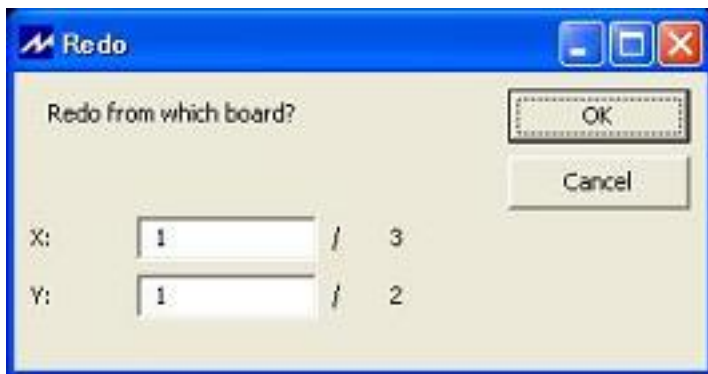 Redo
Redo from which board?
OK
Cancel
X: 1 / 3
Y: 1 / 2